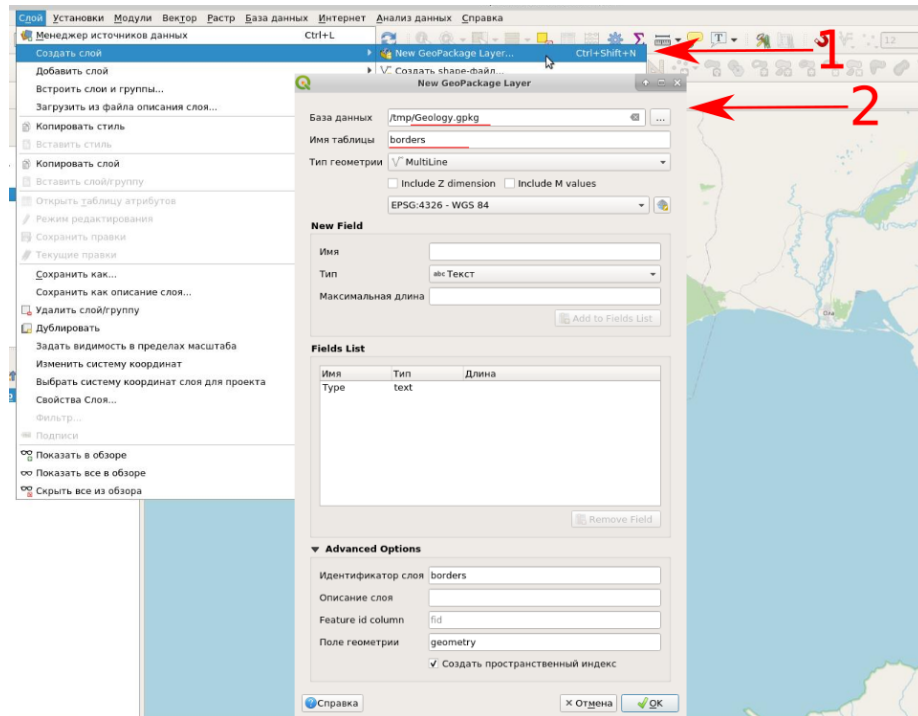 Слой Установки Модули Вектор Растр База данных Интернет Анализ данных Справка
Менеджер источников данных Ctrl+L
Создать слой
New GeoPackage Layer... Ctrl+Shift+N
1
12
Добавить слой
Создать shape-файл...
Встроить слои и группы...
Загрузить из файла описания слоя...
Копировать стиль
Вставить стиль
Копировать слой
Вставить слой/группу
Открыть таблицу атрибутов
Режим редактирования
Сохранить правки
Текущие правки
Сохранить как...
Сохранить как описание слоя...
Удалить слой/группу
Дублировать
Задать видимость в пределах масштаба
Изменить систему координат
Выбрать систему координат слоя для проекта
Свойства Слоя...
Фильтр...
Подписи
Показать в обзоре
Показать все в обзоре
Скрыть все из обзора
New GeoPackage Layer
2
База данных /tmp/Geology.gpkg ...
Имя таблицы borders
Тип геометрии MultiLine
Include Z dimension Include M values
EPSG:4326 - WGS 84
New Field
Имя
Тип abc Текст
Максимальная длина
Add to Fields List
Fields List
Имя Тип Длина
Type text
Remove Field
Advanced Options
Идентификатор слоя borders
Описание слоя
Feature id column fid
Поле геометрии geometry
Создать пространственный индекс
Справка Отмена OK
Ола